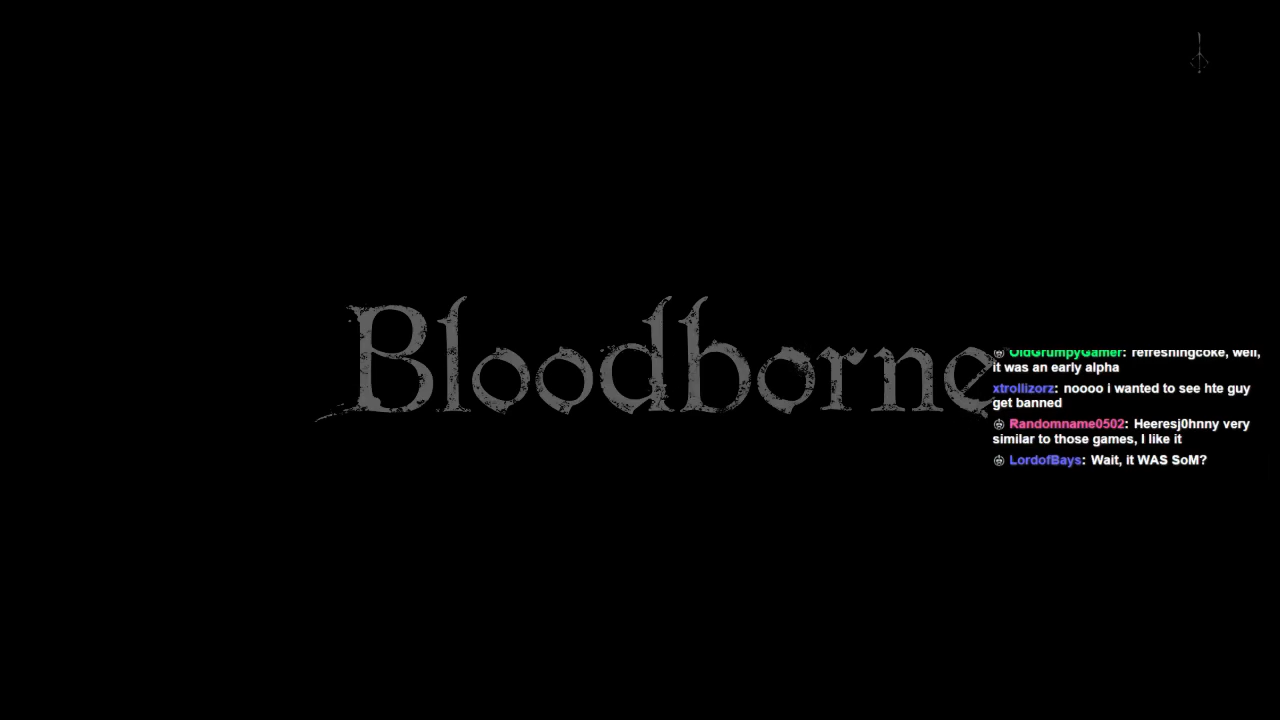 Bloodborne
OldGrumpyGamer: refreshingcoke, well,
it was an early alpha
xtrollizorz: noooo i wanted to see hte guy
get banned
Randomname0502: Heeresj0hnny very
similar to those games, I like it
LordofBays: Wait, it WAS SoM?